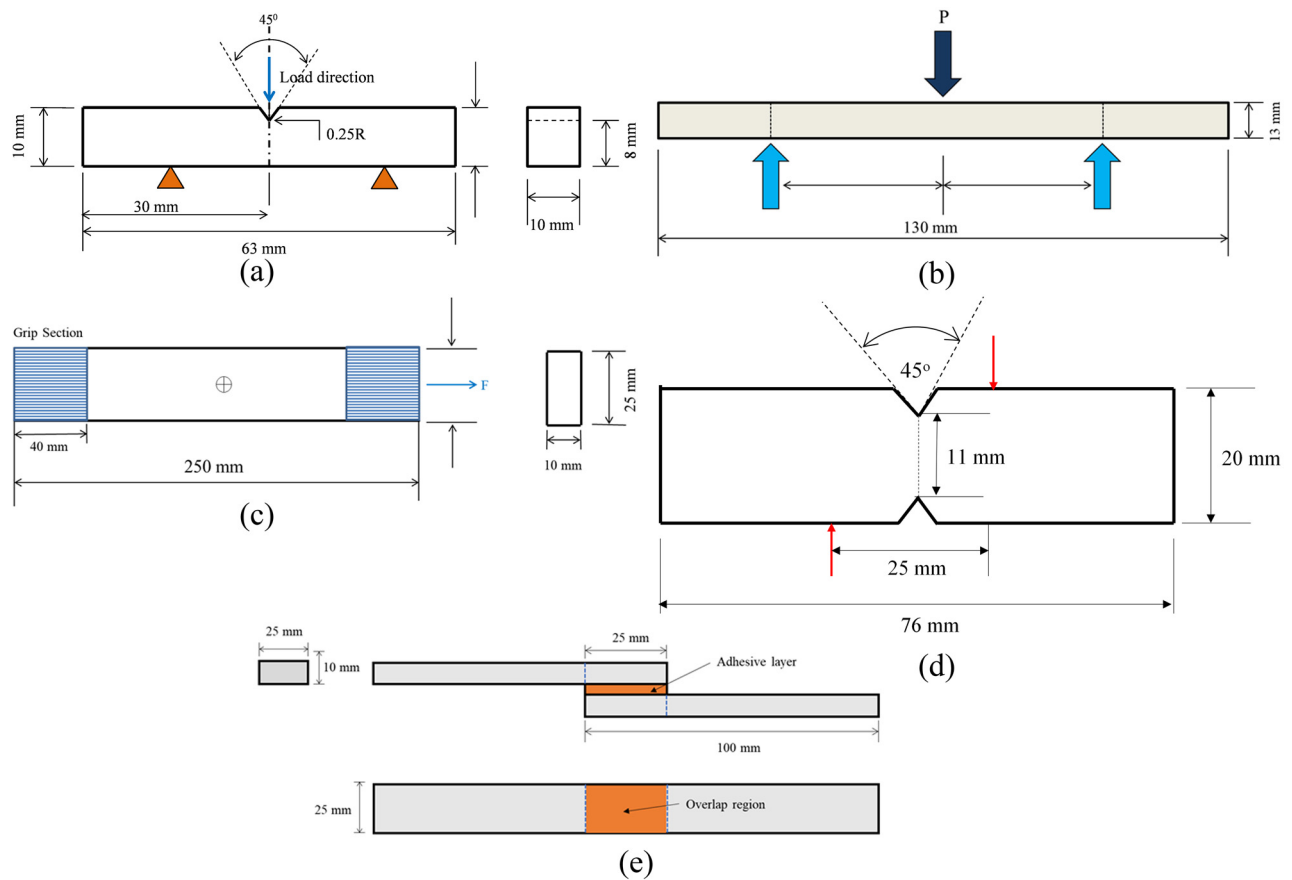 45⁰
Load direction
10 mm
0.25R
8 mm
30 mm
10 mm
63 mm
(a)
P
13 mm
130 mm
(b)
Grip Section
F
25 mm
40 mm
10 mm
250 mm
(c)
45°
11 mm
20 mm
25 mm
76 mm
(d)
25 mm
25 mm
10 mm
Adhesive layer
100 mm
25 mm
Overlap region
(e)